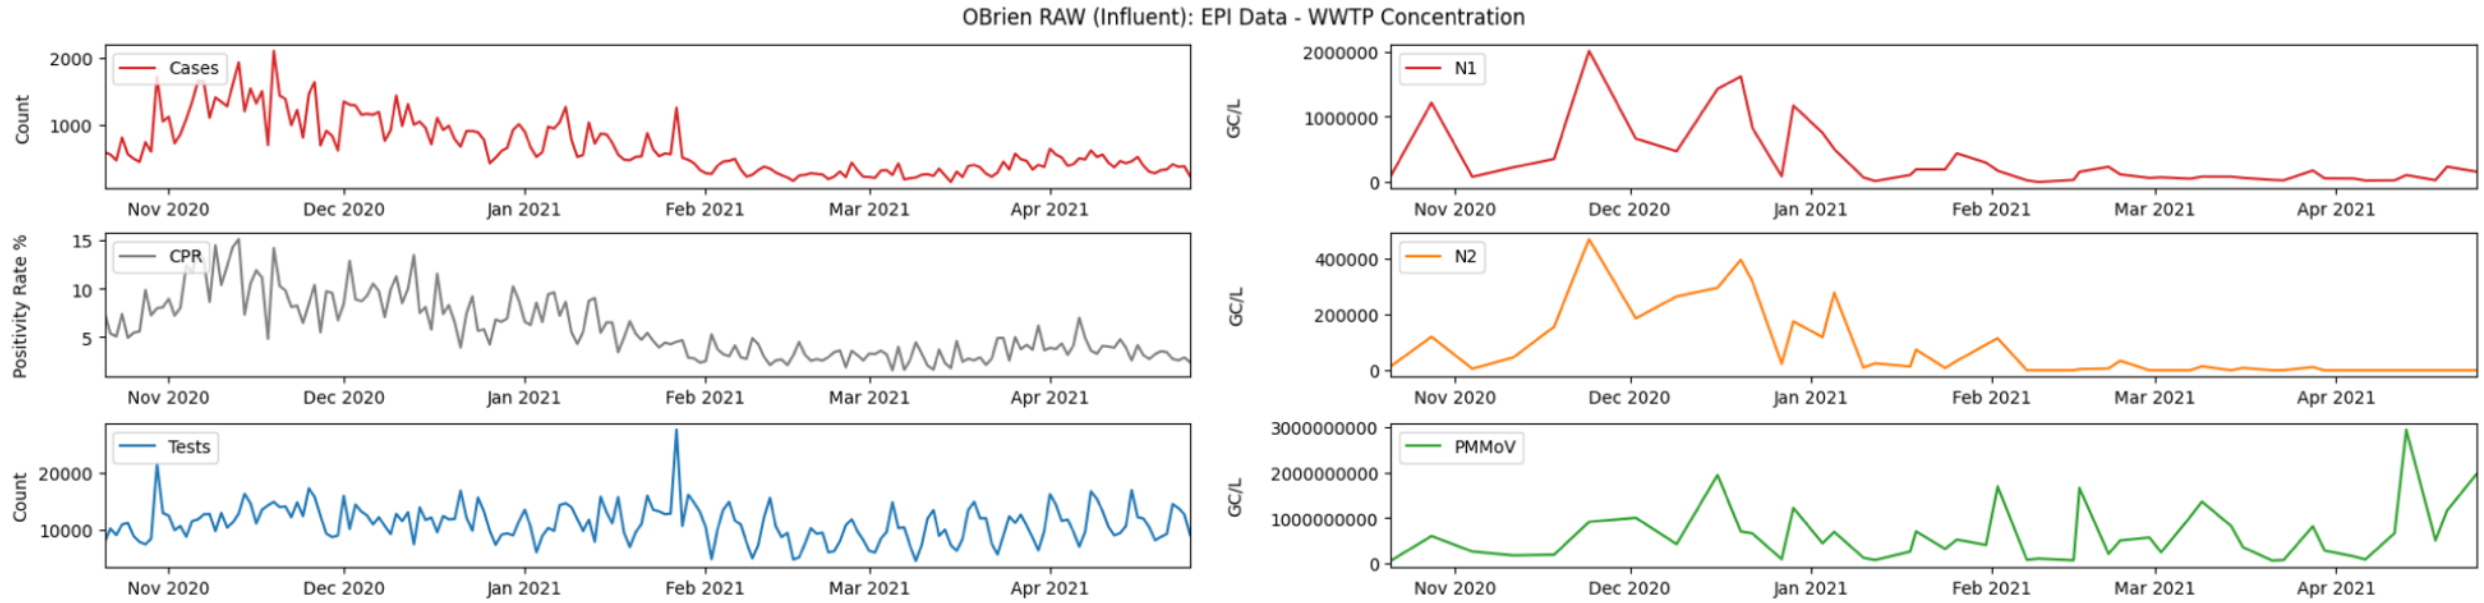 OBrien RAW (Influent): EPI Data - WWTP Concentration
2000
1000
Count
Cases
Nov 2020 Dec 2020 Jan 2021 Feb 2021 Mar 2021 Apr 2021
2000000
1000000
0
GC/L
N1
Nov 2020 Dec 2020 Jan 2021 Feb 2021 Mar 2021 Apr 2021
15
10
5
Positivity Rate %
CPR
Nov 2020 Dec 2020 Jan 2021 Feb 2021 Mar 2021 Apr 2021
400000
200000
0
GC/L
N2
Nov 2020 Dec 2020 Jan 2021 Feb 2021 Mar 2021 Apr 2021
20000
10000
Count
Tests
Nov 2020 Dec 2020 Jan 2021 Feb 2021 Mar 2021 Apr 2021
3000000000
2000000000
1000000000
0
GC/L
PMMoV
Nov 2020 Dec 2020 Jan 2021 Feb 2021 Mar 2021 Apr 2021